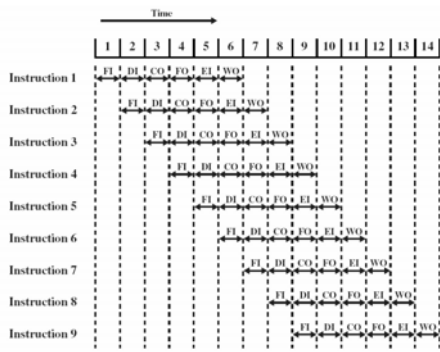 Time
1 2 3 4 5 6 7 8 9 10 11 12 13 14
Instruction 1 FI DI CO FO EI WO
Instruction 2 FI DI CO FO EI WO
Instruction 3 FI DI CO FO EI WO
Instruction 4 FI DI CO FO EI WO
Instruction 5 FI DI CO FO EI WO
Instruction 6 FI DI CO FO EI WO
Instruction 7 FI DI CO FO EI WO
Instruction 8 FI DI CO FO EI WO
Instruction 9 FI DI CO FO EI WO